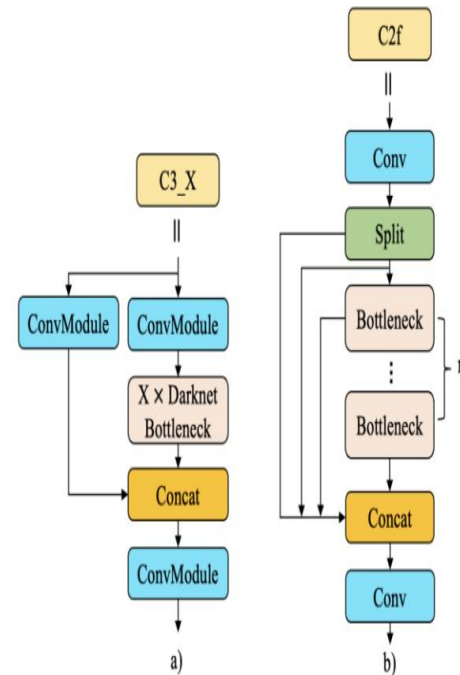 C3_X
ConvModule
ConvModule
X × Darknet
Bottleneck
Concat
ConvModule
a)
C2f
Conv
Split
Bottleneck
Bottleneck
Concat
Conv
b)